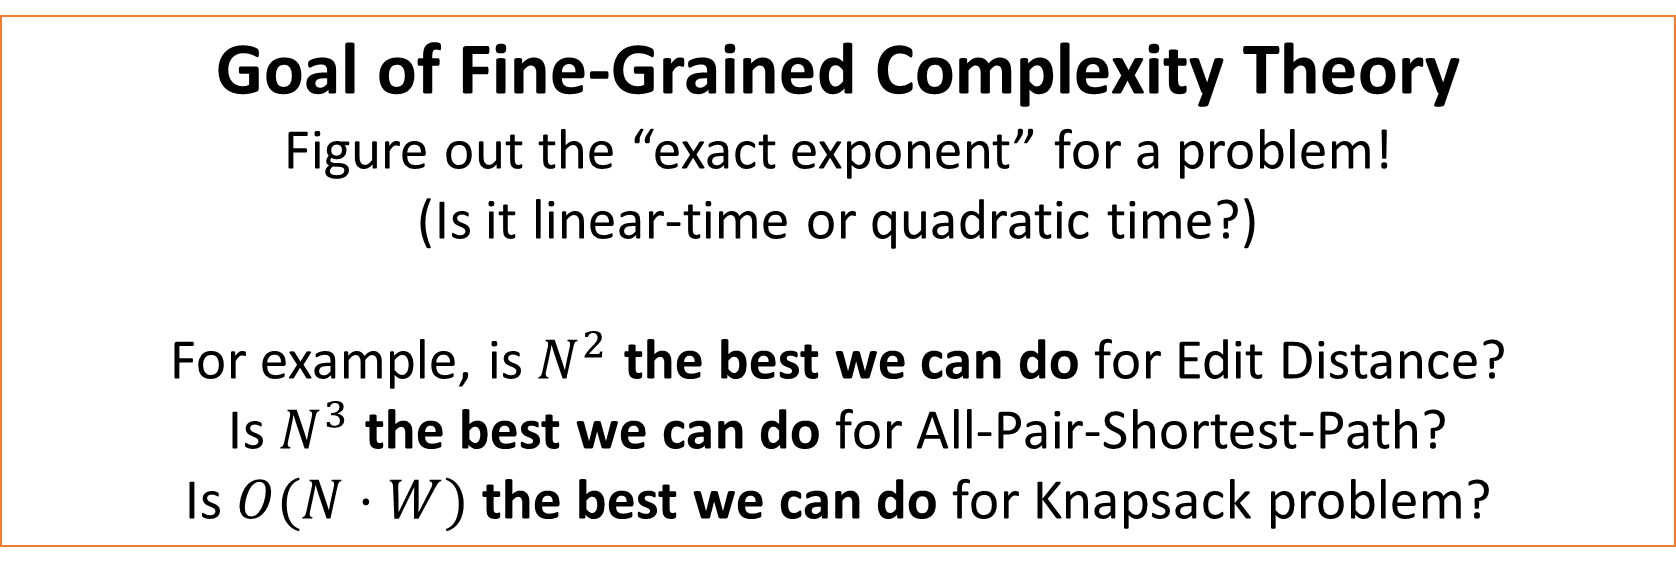 Goal of Fine-Grained Complexity Theory
Figure out the “exact exponent” for a problem!
(Is it linear-time or quadratic time?)
For example, is N² the best we can do for Edit Distance?
Is N³ the best we can do for All-Pair-Shortest-Path?
Is O(N · W) the best we can do for Knapsack problem?